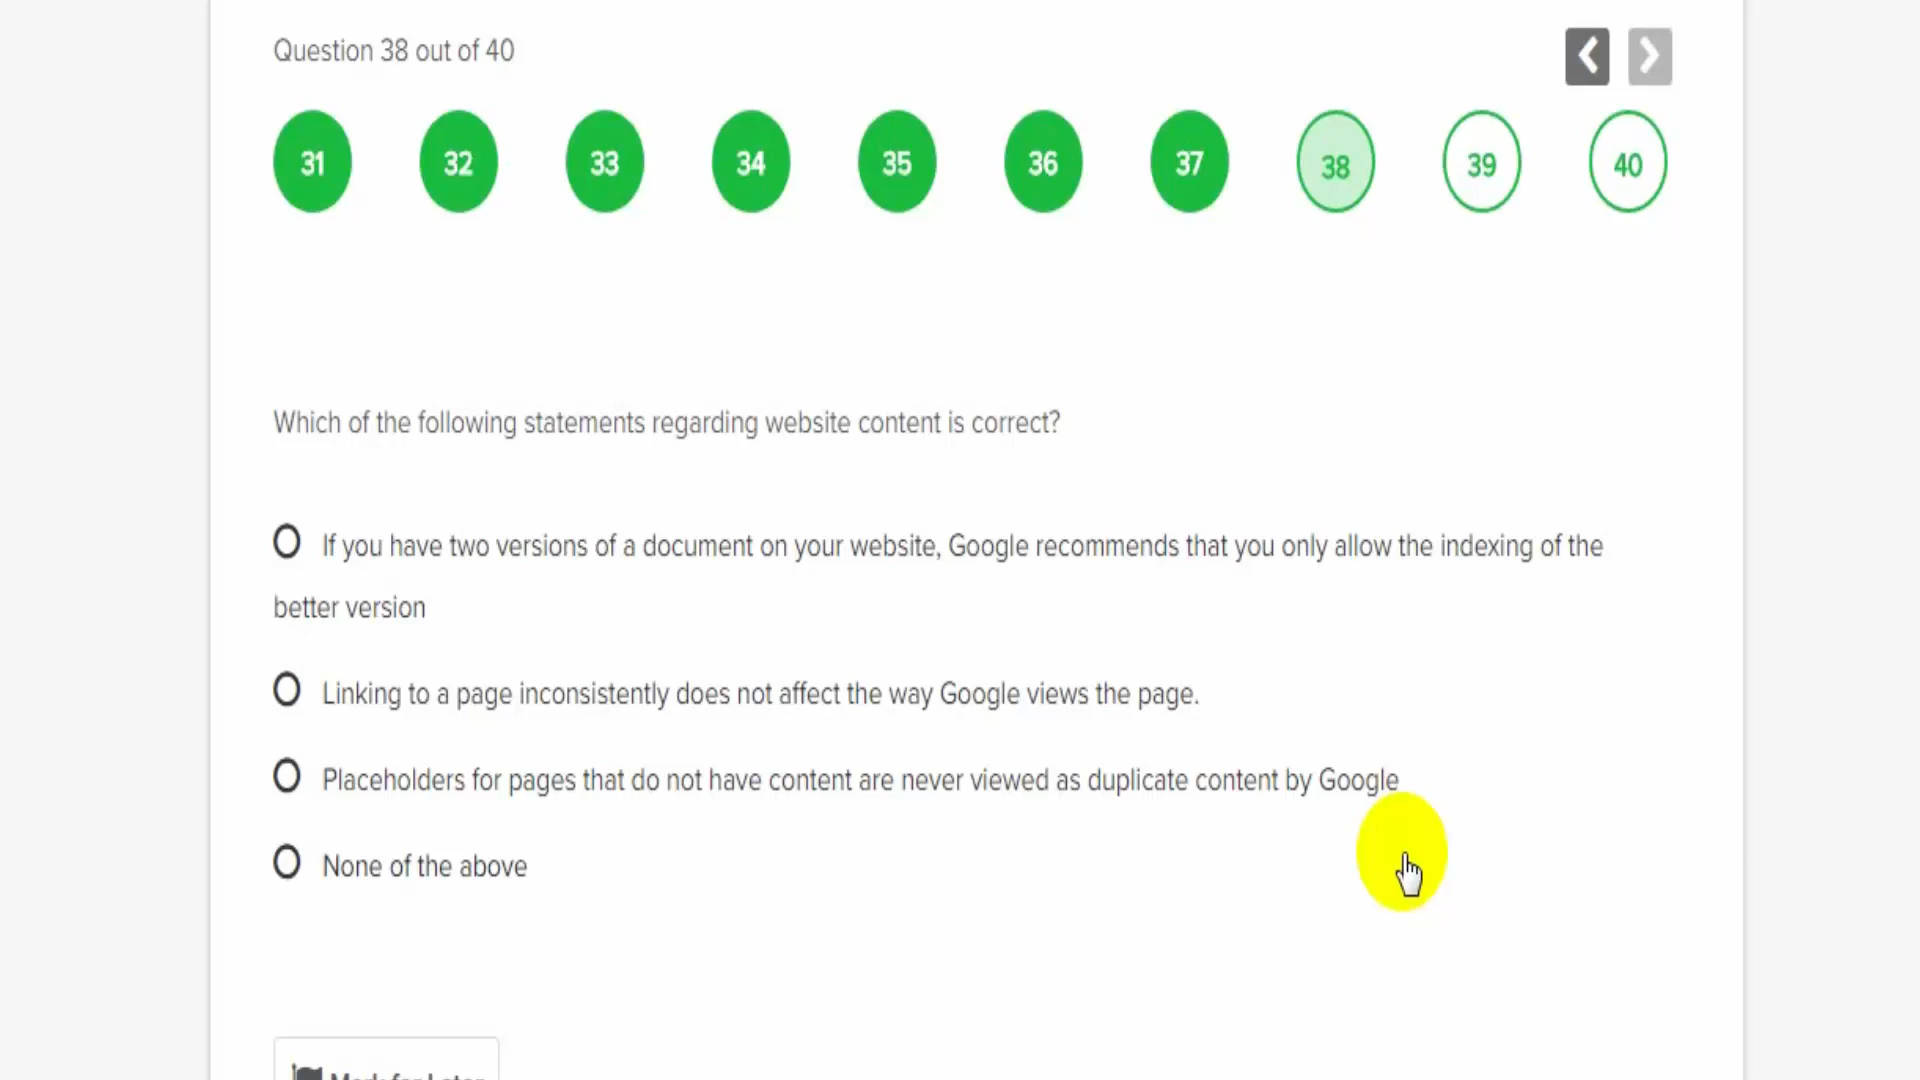 Question 38 out of 40
31 32 33 34 35 36 37 38 39 40
Which of the following statements regarding website content is correct?
If you have two versions of a document on your website, Google recommends that you only allow the indexing of the
better version
Linking to a page inconsistently does not affect the way Google views the page.
Placeholders for pages that do not have content are never viewed as duplicate content by Google
None of the above
Mark for Later